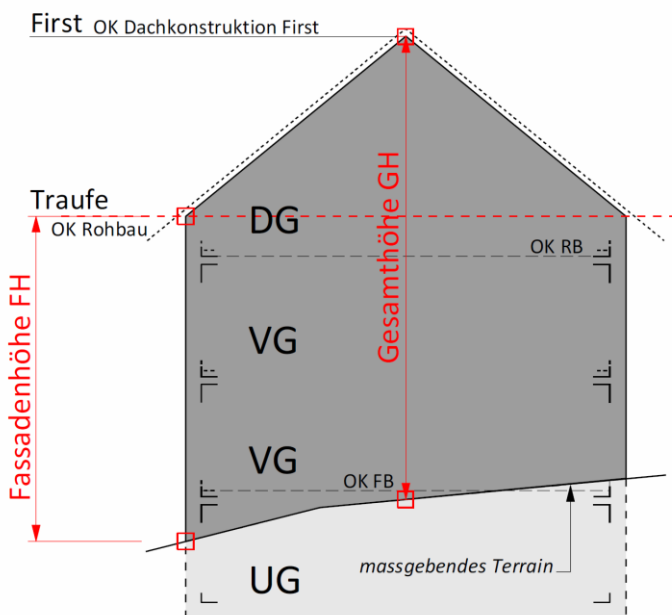 First OK Dachkonstruktion First
Traufe
OK Rohbau
DG
OK RB
Gesamthöhe GH
Fassadenhöhe FH
VG
VG
OK FB
massgebendes Terrain
UG